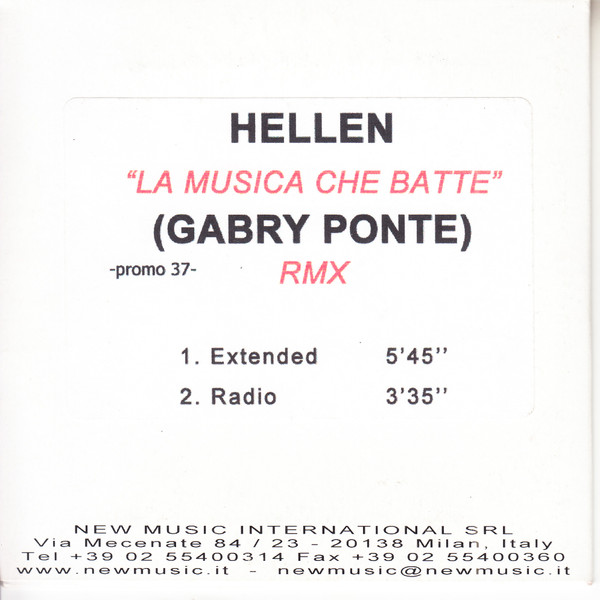 HELLEN
“LA MUSICA CHE BATTE”
(GABRY PONTE)
-promo 37- RMX
1. Extended 5'45''
2. Radio 3'35''
NEW MUSIC INTERNATIONAL SRL
Via Mecenate 84 / 23 - 20138 Milan, Italy
Tel +39 02 55400314 Fax +39 02 55400360
www.newmusic.it - newmusic@newmusic.it